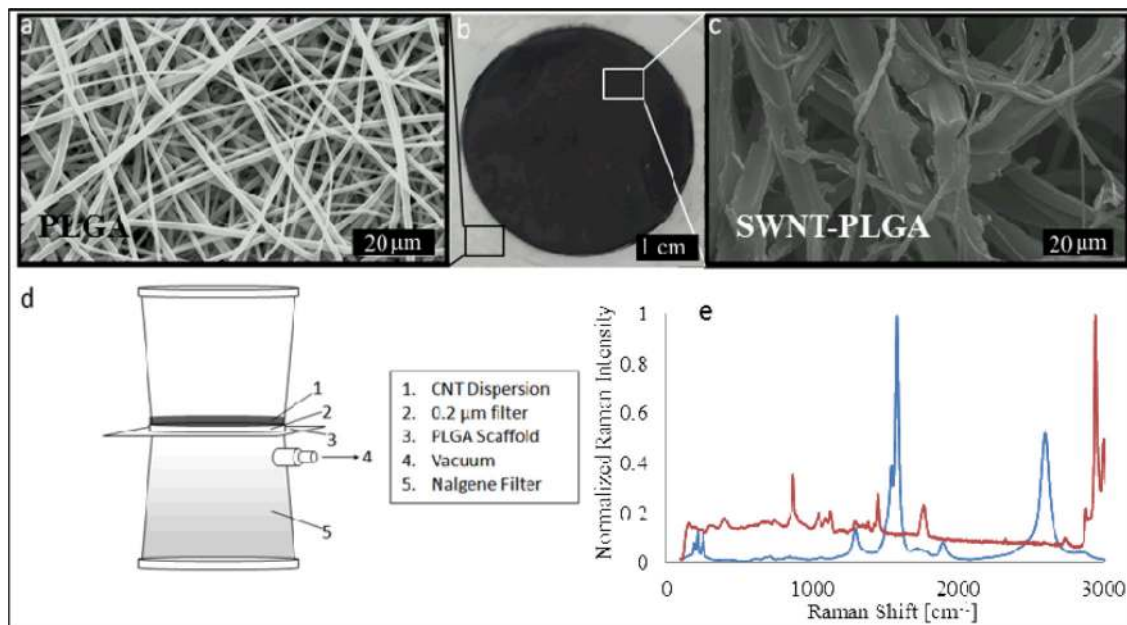 a
PLGA
20 μm
b
1 cm
c
SWNT-PLGA
20 μm
d
1
2
3
4
5
1. CNT Dispersion
2. 0.2 μm filter
3. PLGA Scaffold
4. Vacuum
5. Nalgene Filter
e
Normalized Raman Intensity
1
0.8
0.6
0.4
0 2
0
0
1000
2000
3000
Raman Shift [cm⁻¹]